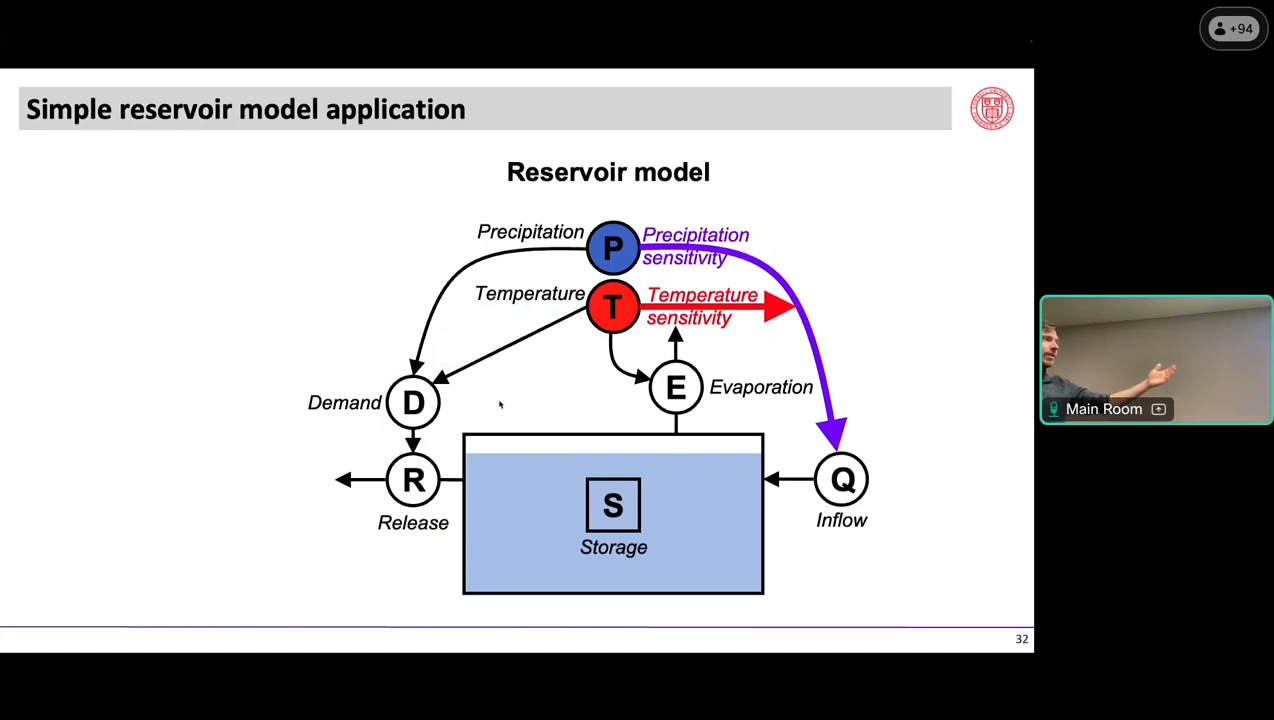 +94
Simple reservoir model application
Reservoir model
Precipitation
P
Precipitation
sensitivity
Temperature
T
Temperature
sensitivity
Demand
D
E
Evaporation
Main Room
R
Release
S
Storage
Q
Inflow
32